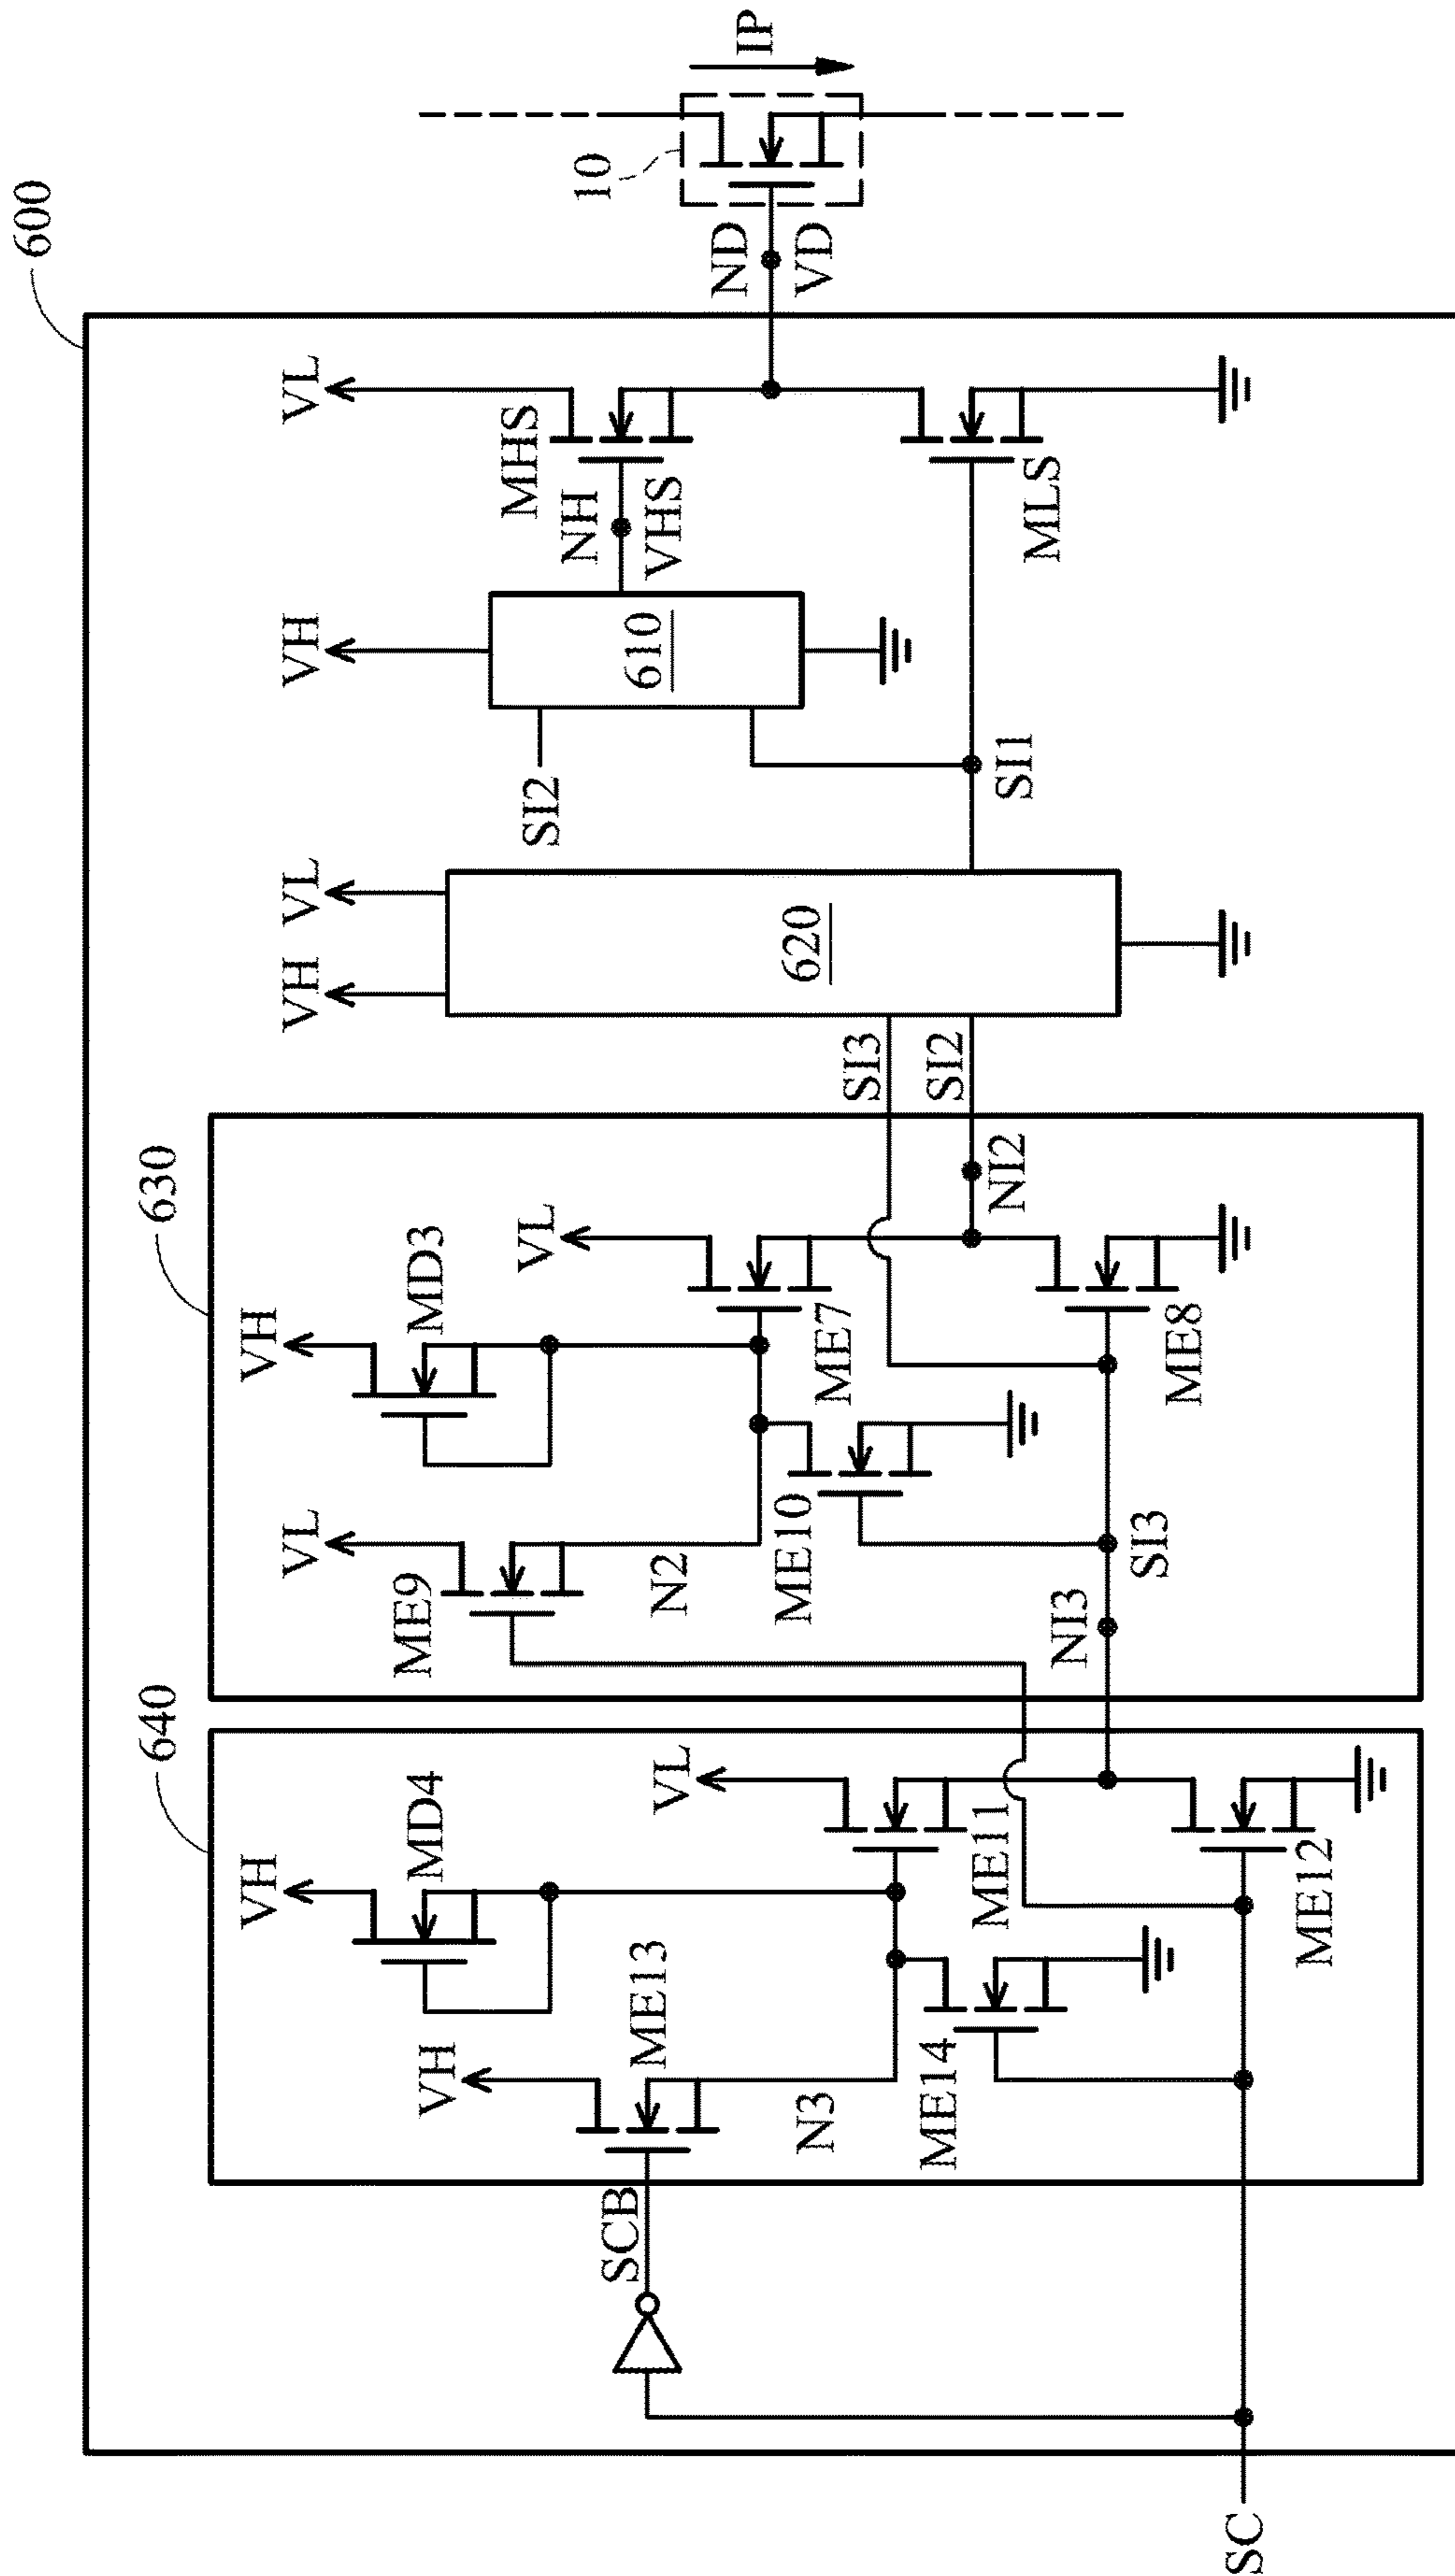 600
640
630
VH
MD4
VH
ME13
SCB
N3
VL
ME11
ME14
ME12
SC
VH
MD3
VL
ME9
N2
VL
ME7
ME10
NI3
SI3
ME8
NI2
SI3
SI2
VH
VL
620
SI2
VH
610
SI1
VL
MHS
NH
VHS
MLS
ND
VD
10
IP